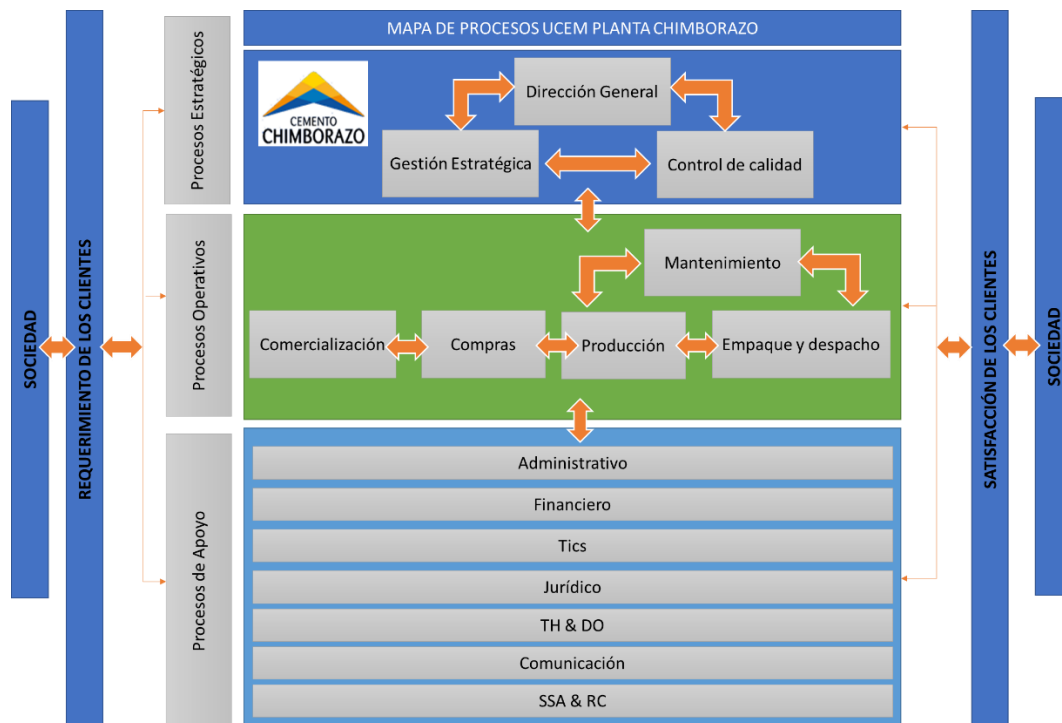 MAPA DE PROCESOS UCEM PLANTA CHIMBORAZO
SOCIEDAD
REQUERIMIENTO DE LOS CLIENTES
Procesos Estratégicos
CEMENTO
CHIMBORAZO
Dirección General
Gestión Estratégica
Control de calidad
Procesos Operativos
Mantenimiento
Comercialización
Compras
Producción
Empaque y despacho
Procesos de Apoyo
Administrativo
Financiero
Tics
Jurídico
TH & DO
Comunicación
SSA & RC
SATISFACCIÓN DE LOS CLIENTES
SOCIEDAD